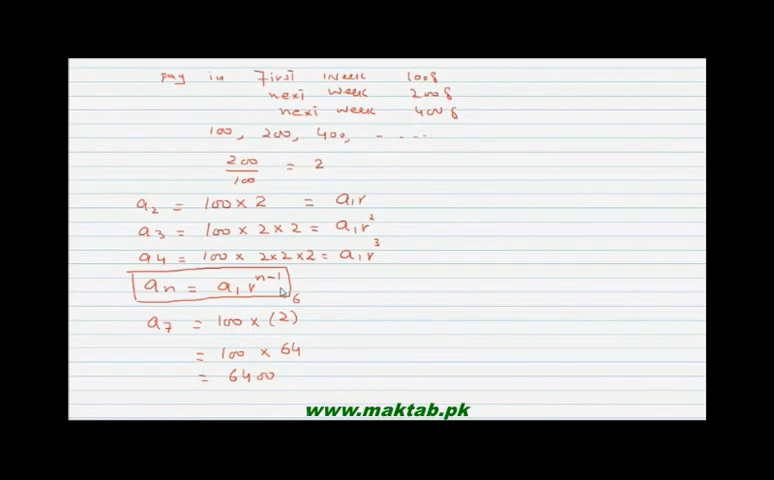 pay in First week 100$
next week 200$
next week 400$
100, 200, 400, ......
200/100 = 2
a₂ = 100 × 2 = a₁r
a₃ = 100 × 2 × 2 = a₁r²
a₄ = 100 × 2×2×2 = a₁r³
aₙ = a₁ rⁿ⁻¹
a₇ = 100 × (2)⁶
= 100 × 64
= 6400
www.maktab.pk